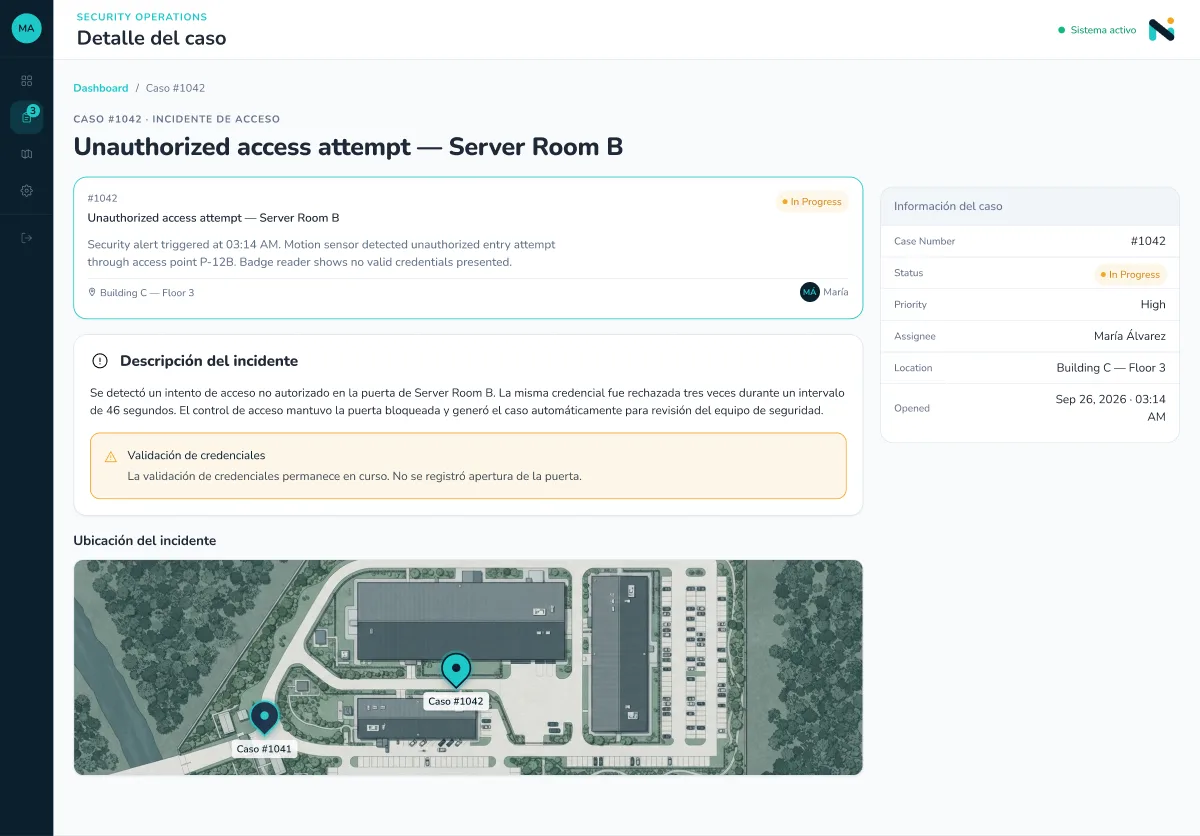 MA
SECURITY OPERATIONS
Detalle del caso
Sistema activo
3
Dashboard / Caso #1042
CASO #1042 · INCIDENTE DE ACCESO
Unauthorized access attempt — Server Room B
#1042
In Progress
Unauthorized access attempt — Server Room B
Security alert triggered at 03:14 AM. Motion sensor detected unauthorized entry attempt
through access point P-12B. Badge reader shows no valid credentials presented.
Building C — Floor 3
MÁ María
Información del caso
Case Number #1042
Status In Progress
Priority High
Assignee María Álvarez
Location Building C — Floor 3
Opened Sep 26, 2026 · 03:14
AM
Descripción del incidente
Se detectó un intento de acceso no autorizado en la puerta de Server Room B. La misma credencial fue rechazada tres veces durante un intervalo
de 46 segundos. El control de acceso mantuvo la puerta bloqueada y generó el caso automáticamente para revisión del equipo de seguridad.
Validación de credenciales
La validación de credenciales permanece en curso. No se registró apertura de la puerta.
Ubicación del incidente
Caso #1042
Caso #1041